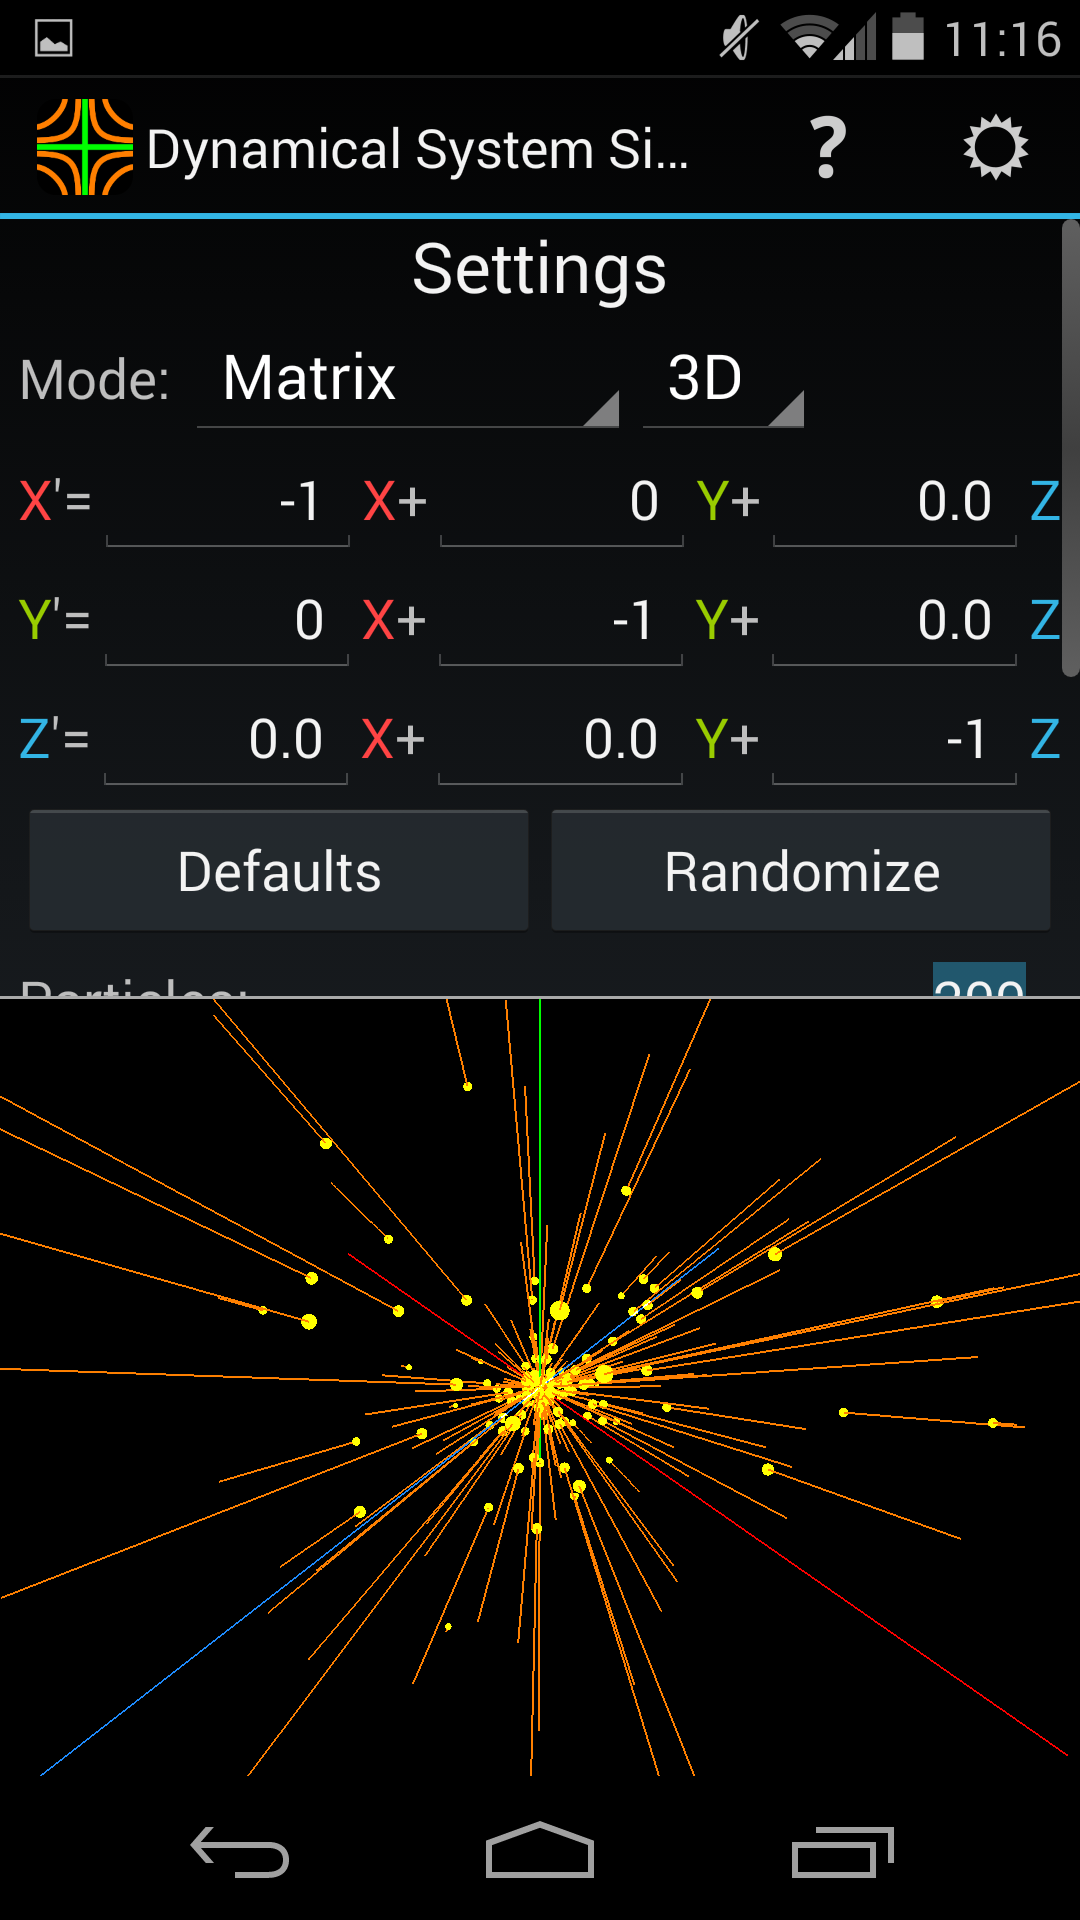 11:16
Dynamical System Si...
?
Settings
Mode: Matrix 3D
X'= -1 X+ 0 Y+ 0.0 Z
Y'= 0 X+ -1 Y+ 0.0 Z
Z'= 0.0 X+ 0.0 Y+ -1 Z
Defaults Randomize
Particles: